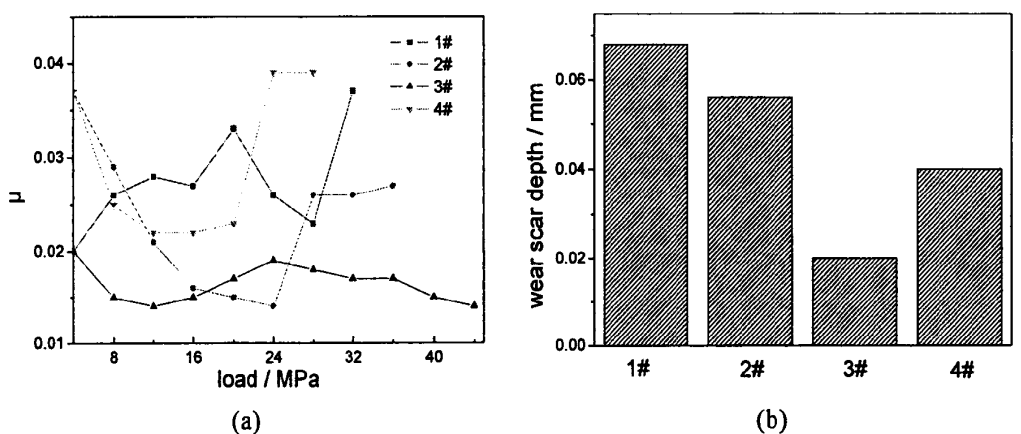 0.04
0.03
0.02
0.01
μ
8 16 24 32 40
load / MPa
1#
2#
3#
4#
(a)
0.06
0.04
0.02
0.00
wear scar depth / mm
1# 2# 3# 4#
(b)